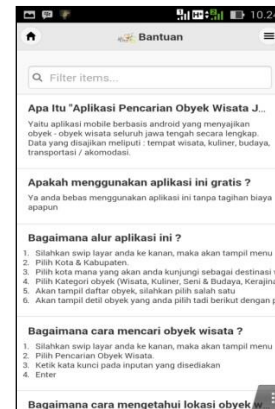 10.24
Bantuan
Filter items...
Apa Itu "Aplikasi Pencarian Obyek Wisata J...
Yaitu aplikasi mobile berbasis android yang menyajikan
obyek - obyek wisata seluruh jawa tengah secara lengkap.
Data yang disajikan meliputi : tempat wisata, kuliner, budaya,
transportasi / akomodasi.
Apakah menggunakan aplikasi ini gratis ?
Ya anda bebas menggunakan aplikasi ini tanpa tagihan biaya
apapun
Bagaimana alur aplikasi ini ?
1. Silahkan swip layar anda ke kanan, maka akan tampil menu
2. Pilih Kota & Kabupaten.
3. Pilih kota mana yang akan anda kunjungi sebagai destinasi
4. Pilih Kategori obyek (Wisata, Kuliner, Seni & Budaya, Kerajina
5. Akan tampil daftar obyek, silahkan pilih salah satu
6. Akan tampil detil obyek yang anda pilih tadi berikut dengan p
Bagaimana cara mencari obyek wisata ?
1. Silahkan swip layar anda ke kanan, maka akan tampil menu
2. Pilih Pencarian Obyek Wisata.
3. Ketik kata kunci pada inputan yang disediakan
4. Enter
Bagaimana cara mengetahui lokasi obyek w